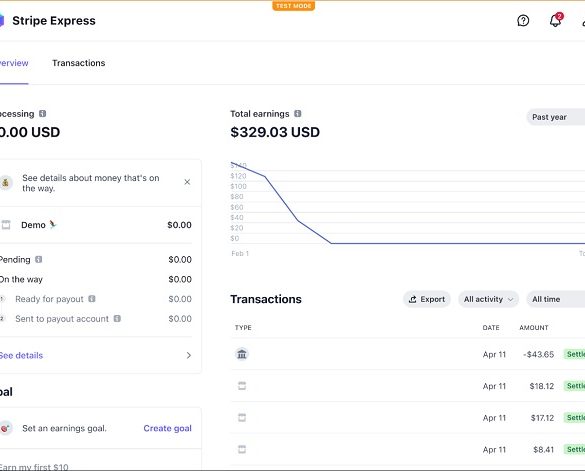 TEST MODE
Stripe Express
2
verview
Transactions
cessing
0.00 USD
See details about money that's on
the way.
Demo
$0.00
Pending
$0.00
On the way
$0.00
1
Ready for payout
$0.00
2
Sent to payout account
$0.00
See details
oal
Set an earnings goal.
Create goal
Earn my first $10
Total earnings
$329.03 USD
Past year
$140
$120
$100
$80
$60
$40
$20
$0
Feb 1
To
Transactions
Export
All activity
All time
TYPE
DATE
AMOUNT
Apr 11
-$43.65
Settle
Apr 11
$18.12
Settle
Apr 11
$17.12
Settle
Apr 11
$8.41
Settle